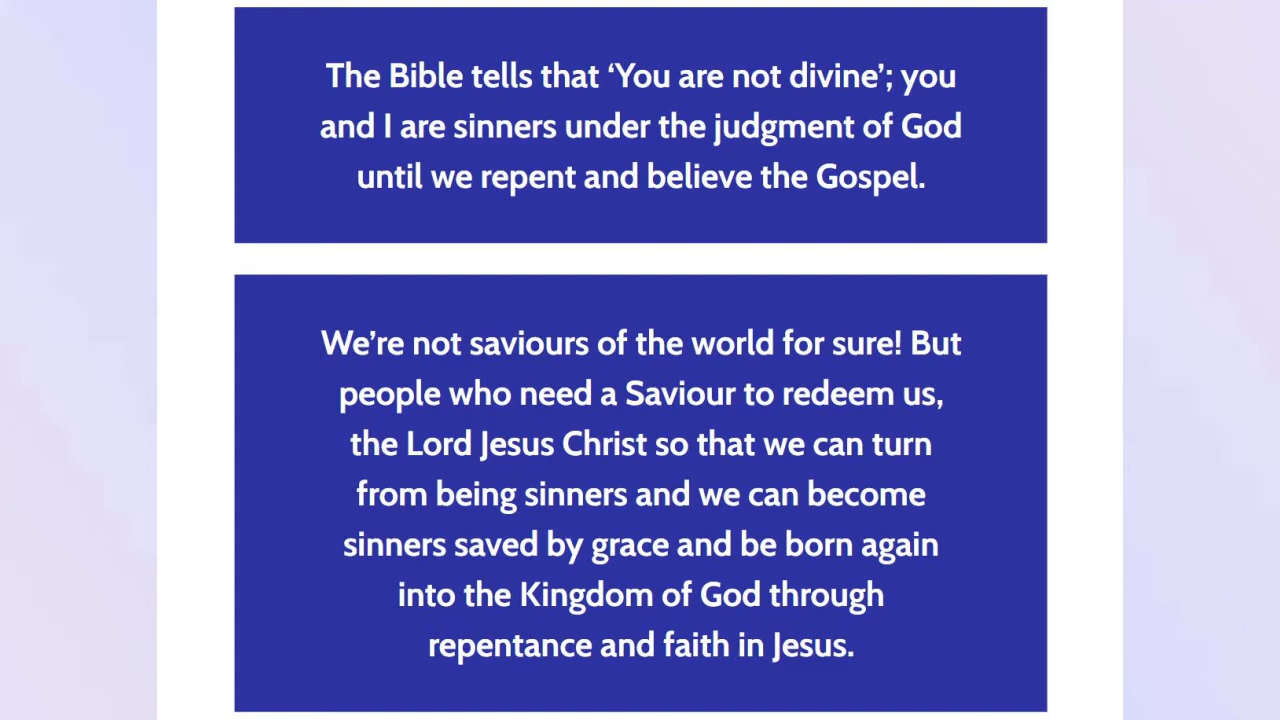 The Bible tells that ‘You are not divine’; you
and I are sinners under the judgment of God
until we repent and believe the Gospel.
We’re not saviours of the world for sure! But
people who need a Saviour to redeem us,
the Lord Jesus Christ so that we can turn
from being sinners and we can become
sinners saved by grace and be born again
into the Kingdom of God through
repentance and faith in Jesus.